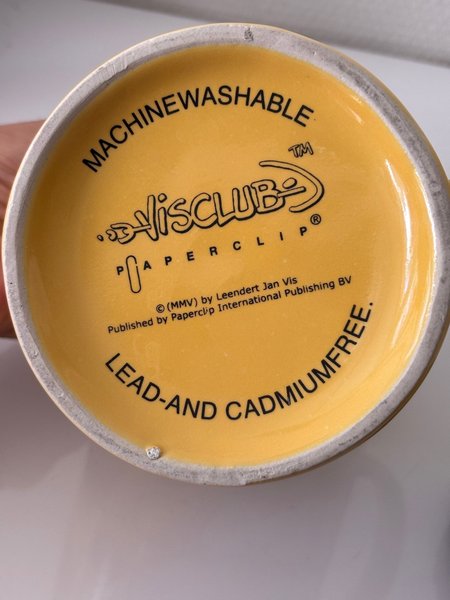 MACHINEWASHABLE
VISCLUB TM
PAPERCLIP®
© (MMV) by Leendert Jan Vis
Published by Paperclip International Publishing BV
LEAD-AND CADMIUMFREE.